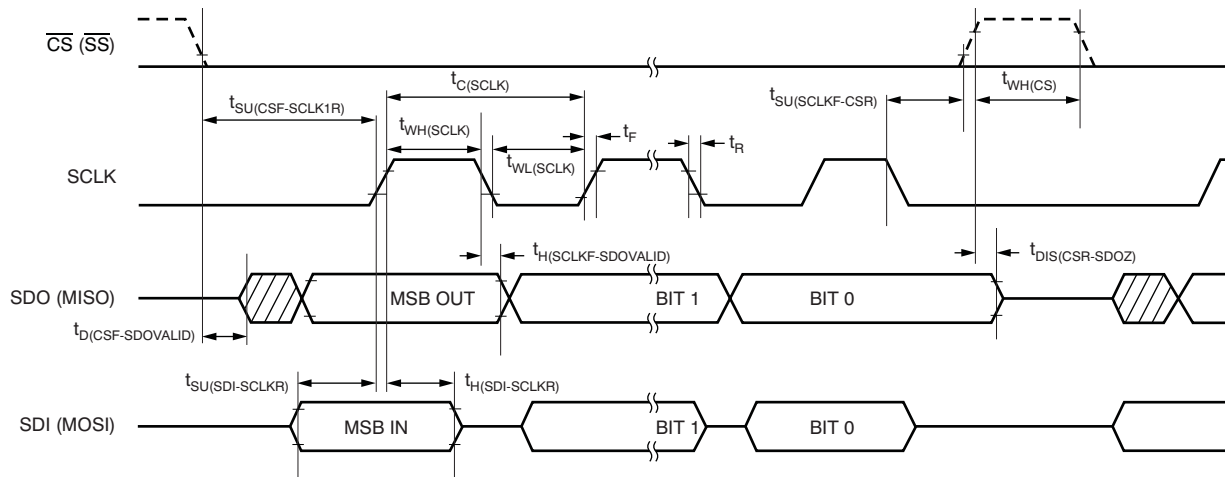 CS (SS)
tC(SCLK)
tSU(CSF-SCLK1R)
tSU(SCLKF-CSR)
tWH(CS)
tWH(SCLK)
tF
tR
tWL(SCLK)
SCLK
tH(SCLKF-SDOVALID)
tDIS(CSR-SDOZ)
SDO (MISO)
MSB OUT
BIT 1
BIT 0
tD(CSF-SDOVALID)
tSU(SDI-SCLKR)
tH(SDI-SCLKR)
SDI (MOSI)
MSB IN
BIT 1
BIT 0